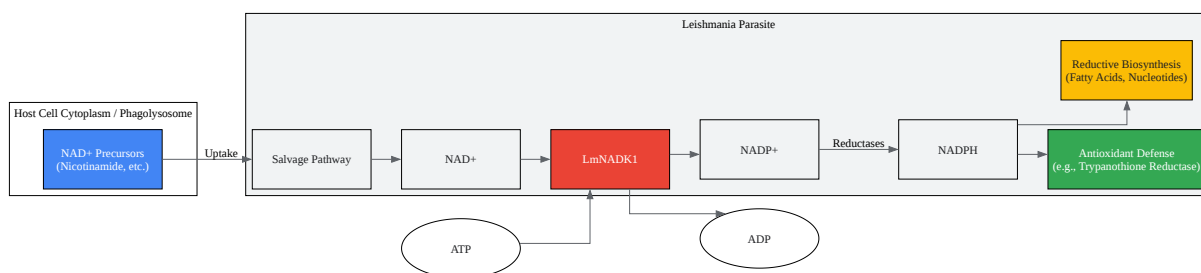 Leishmania Parasite
Reductive Biosynthesis
(Fatty Acids, Nucleotides)
Host Cell Cytoplasm / Phagolysosome
NAD+ Precursors
(Nicotinamide, etc.)
Uptake
Salvage Pathway
NAD+
LmNADK1
NADP+
Reductases
NADPH
Antioxidant Defense
(e.g., Trypanothione Reductase)
ATP
ADP